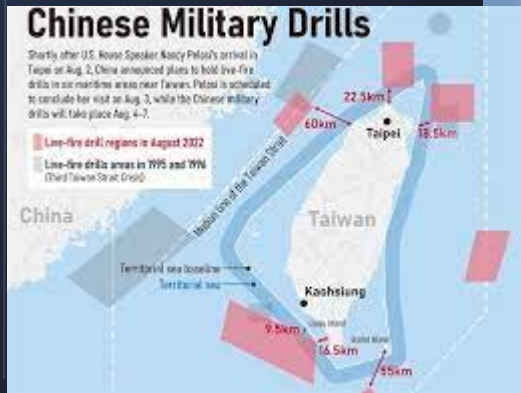 Chinese Military Drills
Shortly after U.S. House Speaker Nancy Pelosi's arrival in
Taipei on Aug. 2, China announced plans to hold live-fire
drills in six maritime areas near Taiwan. Pelosi is scheduled
to conclude her visit on Aug. 3, while the Chinese military
drills will take place Aug. 4-7.
Live-fire drill regions in August 2022
Live-fire drills areas in 1995 and 1996
(Third Taiwan Strait Crisis)
22.5km
60km
Taipei
18.5km
Median line of the Taiwan Strait
China
Taiwan
Territorial sea baseline
Territorial sea
Kaohsiung
9.5km
16.5km
55km